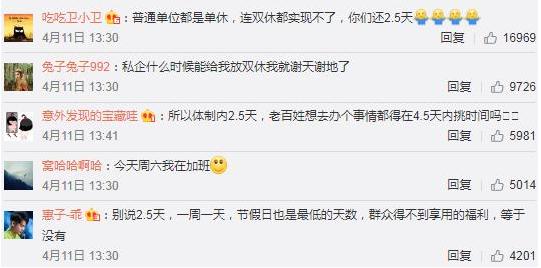 吃吃卫小卫：普通单位都是单休，连双休都实现不了，你们还2.5天
4月11日 13:30 回复 16969
兔子兔子992：私企什么时候能给我放双休我就谢天谢地了
4月11日 13:30 回复 9726
意外发现的宝藏哇：所以体制内2.5天，老百姓想去办个事情都得在4.5天内挑时间吗
4月11日 13:41 回复 5981
窝哈哈啊哈：今天周六我在加班
4月11日 13:30 回复 5014
惠子-乖：别说2.5天，一周一天，节假日也是最低的天数，群众得不到享用的福利，等于
没有
4月11日 13:30 回复 4201